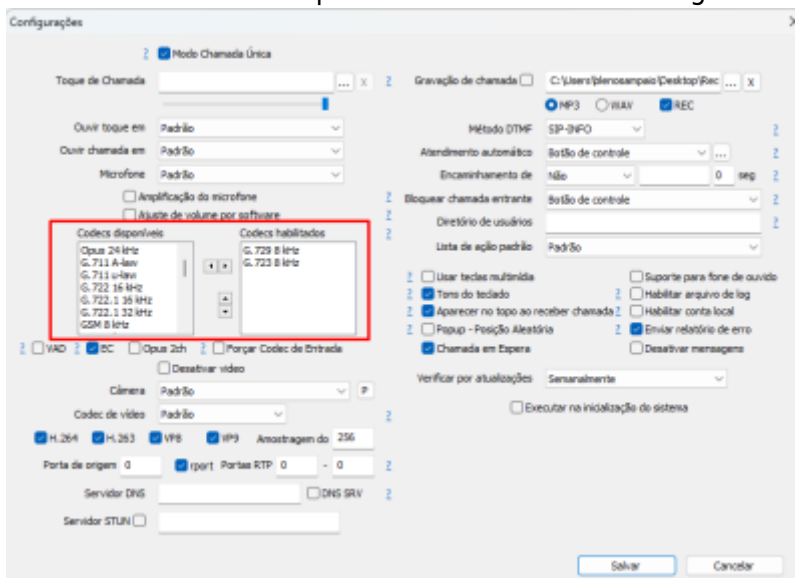 Configurações
? Modo Chamada Única
Toque de Chamada ... x ?
Ouvir toque em Padrão
Ouvir chamada em Padrão
Microfone Padrão
Amplificação do microfone ?
Ajuste de volume por software ?
Codecs disponíveis Codecs habilitados ?
Opus 24 kHz
G.711 A-law
G.711 u-law
G.722 16 kHz
G.722.1 16 kHz
G.722.1 32 kHz
GSM 8 kHz
G.729 8 kHz
G.723 8 kHz
? VAD ? EC Opus 2ch ? Forçar Codec de Entrada
Desativar vídeo
Câmera Padrão P
Codec de vídeo Padrão ?
H.264 H.263 VP8 VP9 Amostragem do 256
Porta de origem 0 rport Portas RTP 0 - 0 ?
Servidor DNS DNS SRV ?
Servidor STUN
Gravação de chamada C:\Users\plenosampaio\Desktop\Rec ... x
MP3 WAV REC
Método DTMF SIP-INFO ?
Atendimento automático Botão de controle ... ?
Encaminhamento de Não 0 seg ?
Bloquear chamada entrante Botão de controle ?
Diretório de usuários ?
Lista de ação padrão Padrão
? Usar teclas multimídia Suporte para fone de ouvido
? Tons do teclado ? Habilitar arquivo de log
? Aparecer no topo ao receber chamada ? Habilitar conta local
? Popup - Posição Aleatória ? Enviar relatório de erro
Chamada em Espera Desativar mensagens
Verificar por atualizações Semanalmente
Executar na inicialização do sistema
Salvar Cancelar